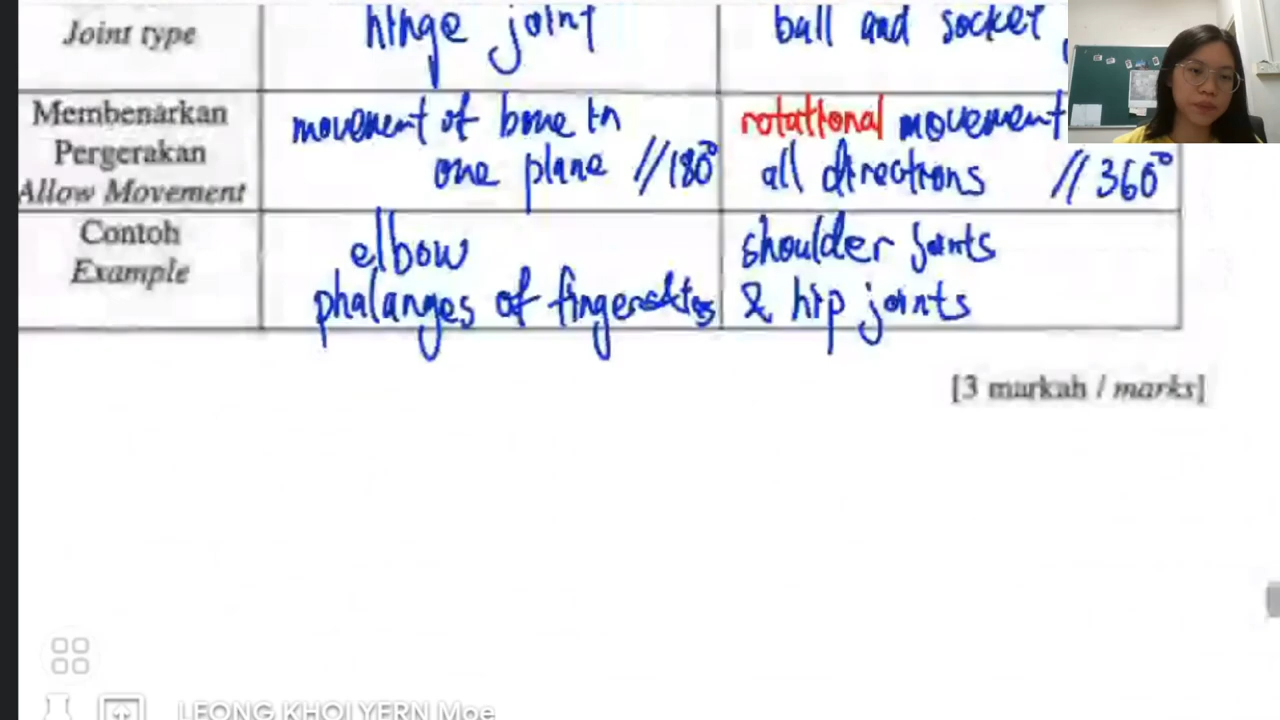 Joint type
hinge joint
ball and socket
Membenarkan
Pergerakan
Allow Movement
movement of bone in
one plane // 180°
rotational movement
all directions // 360°
Contoh
Example
elbow
phalanges of fingers & toes
shoulder joints
& hip joints
[3 markah / marks]
LEONG KHOI YERN Moe